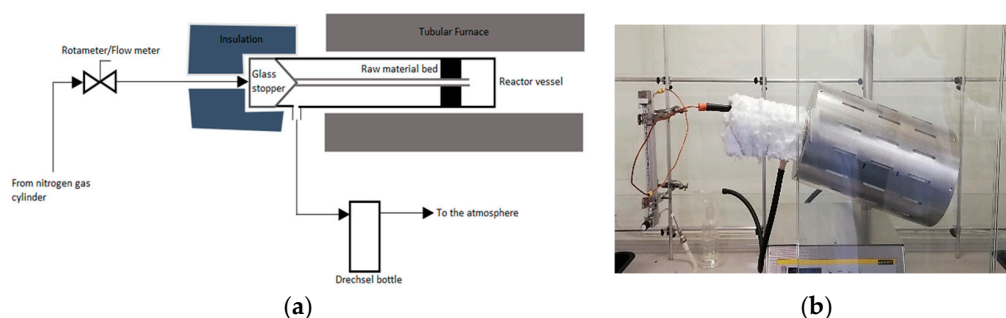 Insulation
Tubular Furnace
Rotameter/Flow meter
Glass
stopper
Raw material bed
Reactor vessel
From nitrogen gas
cylinder
To the atmosphere
Drechsel bottle
(a)
(b)